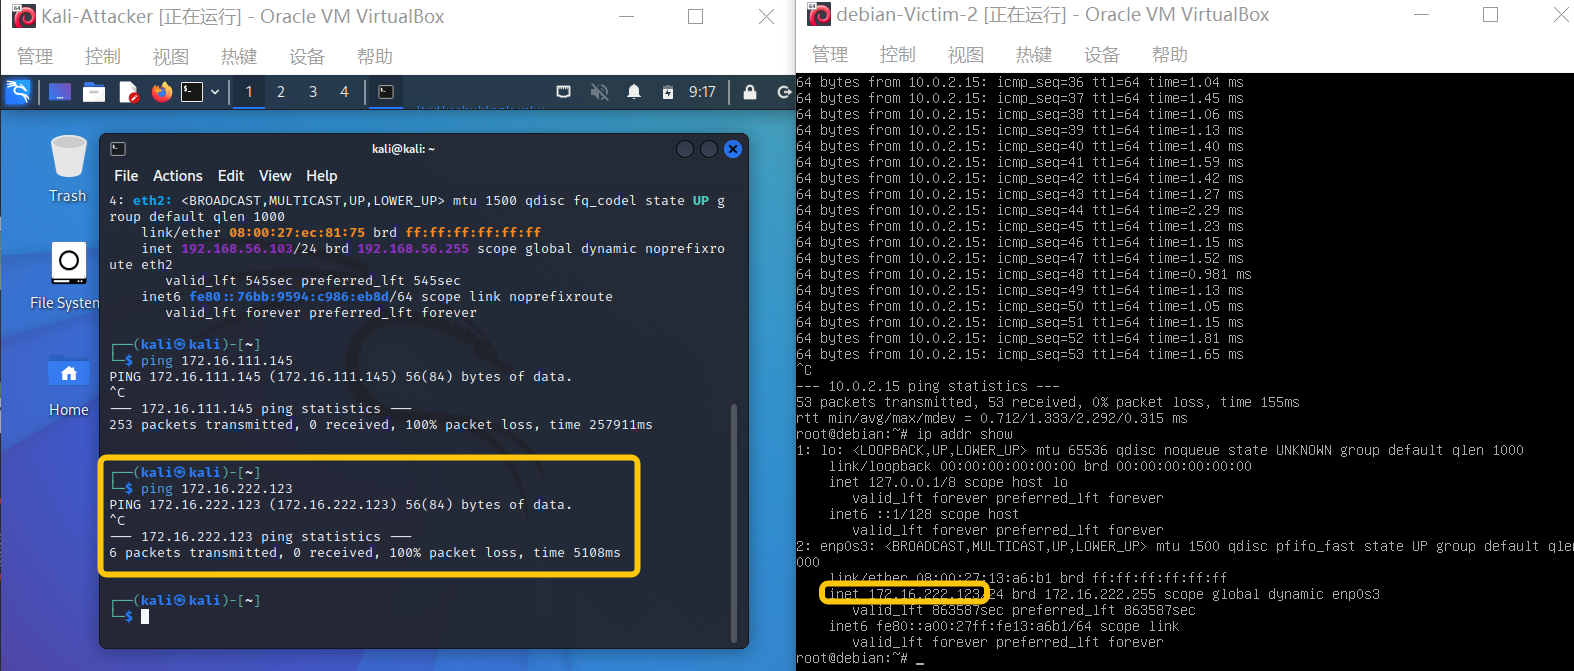 Kali-Attacker [正在运行] - Oracle VM VirtualBox
管理 控制 视图 热键 设备 帮助
1 2 3 4 9:17
Trash
File System
Home
kali@kali: ~
File Actions Edit View Help
4: eth2: <BROADCAST,MULTICAST,UP,LOWER_UP> mtu 1500 qdisc fq_codel state UP g
roup default qlen 1000
link/ether 08:00:27:ec:81:75 brd ff:ff:ff:ff:ff:ff
inet 192.168.56.103/24 brd 192.168.56.255 scope global dynamic noprefixro
ute eth2
valid_lft 545sec preferred_lft 545sec
inet6 fe80::76bb:9594:c986:eb8d/64 scope link noprefixroute
valid_lft forever preferred_lft forever
┌──(kali㉿kali)-[~]
└─$ ping 172.16.111.145
PING 172.16.111.145 (172.16.111.145) 56(84) bytes of data.
^C
--- 172.16.111.145 ping statistics ---
253 packets transmitted, 0 received, 100% packet loss, time 257911ms
┌──(kali㉿kali)-[~]
└─$ ping 172.16.222.123
PING 172.16.222.123 (172.16.222.123) 56(84) bytes of data.
^C
--- 172.16.222.123 ping statistics ---
6 packets transmitted, 0 received, 100% packet loss, time 5108ms
┌──(kali㉿kali)-[~]
└─$
debian-Victim-2 [正在运行] - Oracle VM VirtualBox
管理 控制 视图 热键 设备 帮助
64 bytes from 10.0.2.15: icmp_seq=36 ttl=64 time=1.04 ms
64 bytes from 10.0.2.15: icmp_seq=37 ttl=64 time=1.45 ms
64 bytes from 10.0.2.15: icmp_seq=38 ttl=64 time=1.06 ms
64 bytes from 10.0.2.15: icmp_seq=39 ttl=64 time=1.13 ms
64 bytes from 10.0.2.15: icmp_seq=40 ttl=64 time=1.40 ms
64 bytes from 10.0.2.15: icmp_seq=41 ttl=64 time=1.59 ms
64 bytes from 10.0.2.15: icmp_seq=42 ttl=64 time=1.42 ms
64 bytes from 10.0.2.15: icmp_seq=43 ttl=64 time=1.27 ms
64 bytes from 10.0.2.15: icmp_seq=44 ttl=64 time=2.29 ms
64 bytes from 10.0.2.15: icmp_seq=45 ttl=64 time=1.23 ms
64 bytes from 10.0.2.15: icmp_seq=46 ttl=64 time=1.15 ms
64 bytes from 10.0.2.15: icmp_seq=47 ttl=64 time=1.52 ms
64 bytes from 10.0.2.15: icmp_seq=48 ttl=64 time=0.981 ms
64 bytes from 10.0.2.15: icmp_seq=49 ttl=64 time=1.13 ms
64 bytes from 10.0.2.15: icmp_seq=50 ttl=64 time=1.05 ms
64 bytes from 10.0.2.15: icmp_seq=51 ttl=64 time=1.15 ms
64 bytes from 10.0.2.15: icmp_seq=52 ttl=64 time=1.81 ms
64 bytes from 10.0.2.15: icmp_seq=53 ttl=64 time=1.65 ms
^C
--- 10.0.2.15 ping statistics ---
53 packets transmitted, 53 received, 0% packet loss, time 155ms
rtt min/avg/max/mdev = 0.712/1.333/2.292/0.315 ms
root@debian:~# ip addr show
1: lo: <LOOPBACK,UP,LOWER_UP> mtu 65536 qdisc noqueue state UNKNOWN group default qlen 1000
link/loopback 00:00:00:00:00:00 brd 00:00:00:00:00:00
inet 127.0.0.1/8 scope host lo
valid_lft forever preferred_lft forever
inet6 ::1/128 scope host
valid_lft forever preferred_lft forever
2: enp0s3: <BROADCAST,MULTICAST,UP,LOWER_UP> mtu 1500 qdisc pfifo_fast state UP group default qlen
000
link/ether 08:00:27:13:a6:b1 brd ff:ff:ff:ff:ff:ff
inet 172.16.222.123/24 brd 172.16.222.255 scope global dynamic enp0s3
valid_lft 863587sec preferred_lft 863587sec
inet6 fe80::a00:27ff:fe13:a6b1/64 scope link
valid_lft forever preferred_lft forever
root@debian:~# _